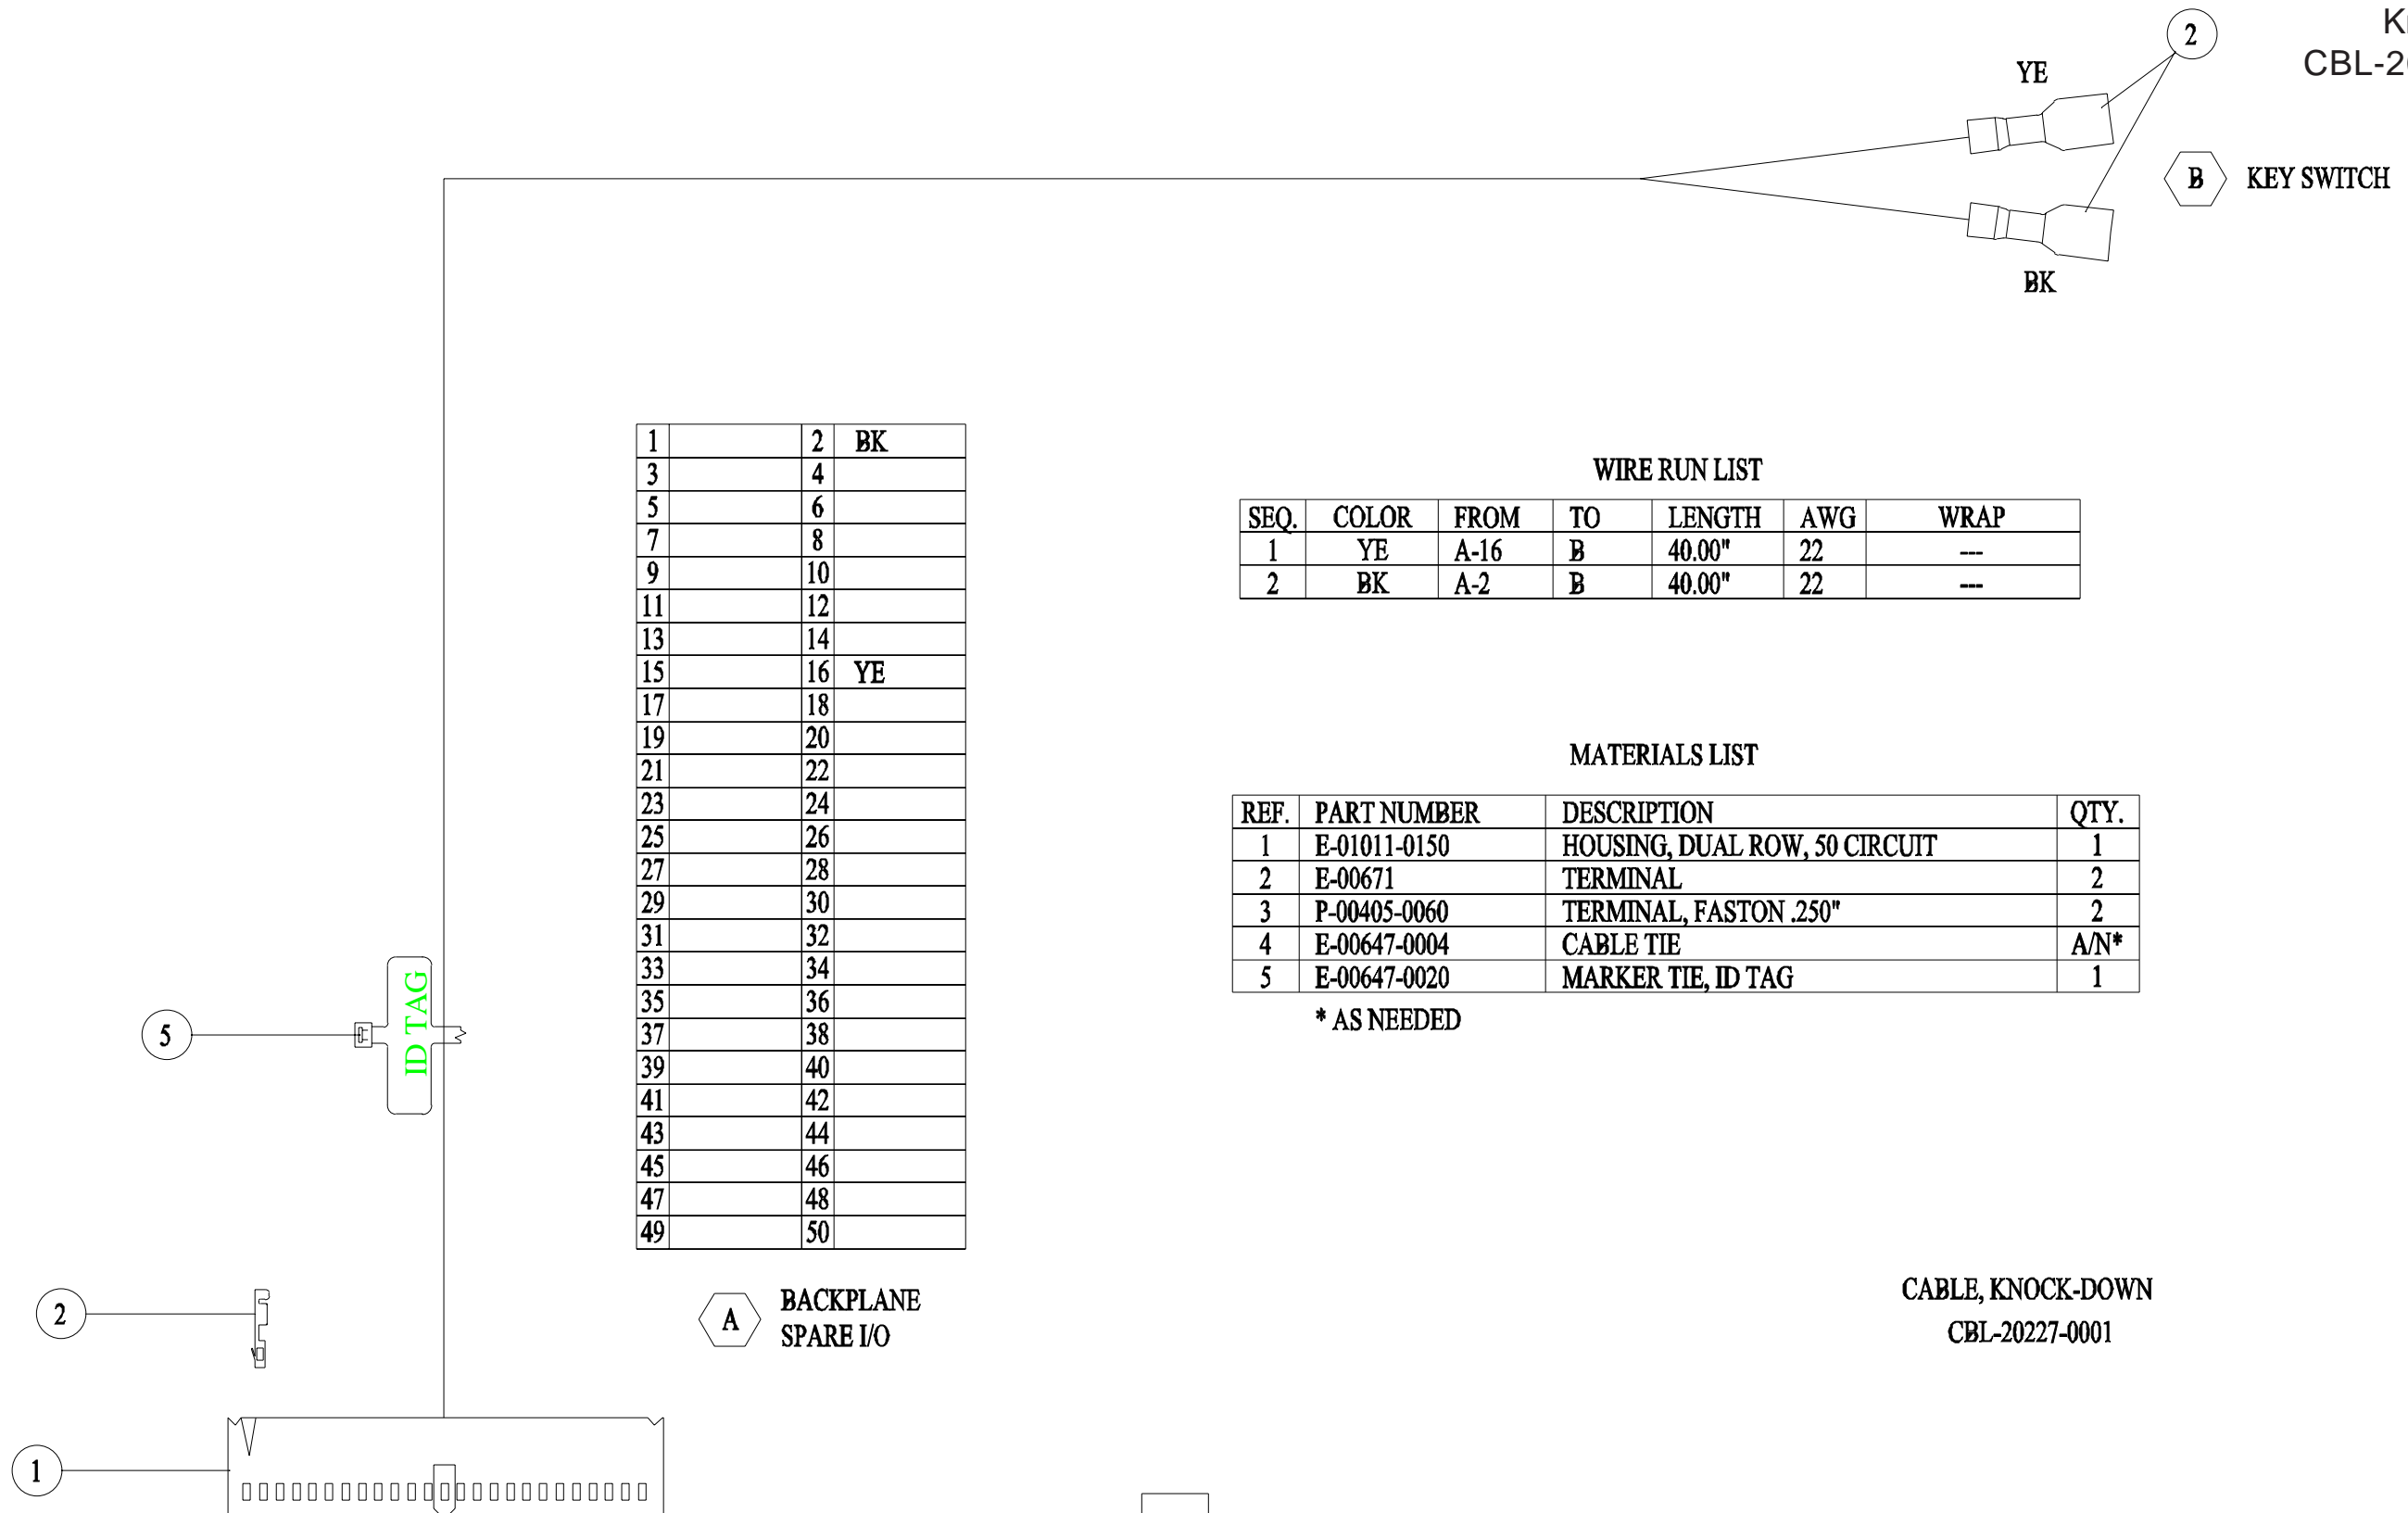 2
YE
CBL-2
B KEY SWITCH
BK
1 2 BK
3 4
5 6
7 8
9 10
11 12
13 14
15 16 YE
17 18
19 20
21 22
23 24
25 26
27 28
29 30
31 32
33 34
35 36
37 38
39 40
41 42
43 44
45 46
47 48
49 50
A BACKPLANE
SPARE I/O
WIRE RUN LIST
SEQ. COLOR FROM TO LENGTH AWG WRAP
1 YE A-16 B 40.00" 22 ---
2 BK A-2 B 40.00" 22 ---
MATERIALS LIST
REF. PART NUMBER DESCRIPTION QTY.
1 E-01011-0150 HOUSING, DUAL ROW, 50 CIRCUIT 1
2 E-00671 TERMINAL 2
3 P-00405-0060 TERMINAL, FASTON .250" 2
4 E-00647-0004 CABLE TIE A/N*
5 E-00647-0020 MARKER TIE, ID TAG 1
* AS NEEDED
5
ID TAG
2
1
CABLE, KNOCK-DOWN
CBL-20227-0001